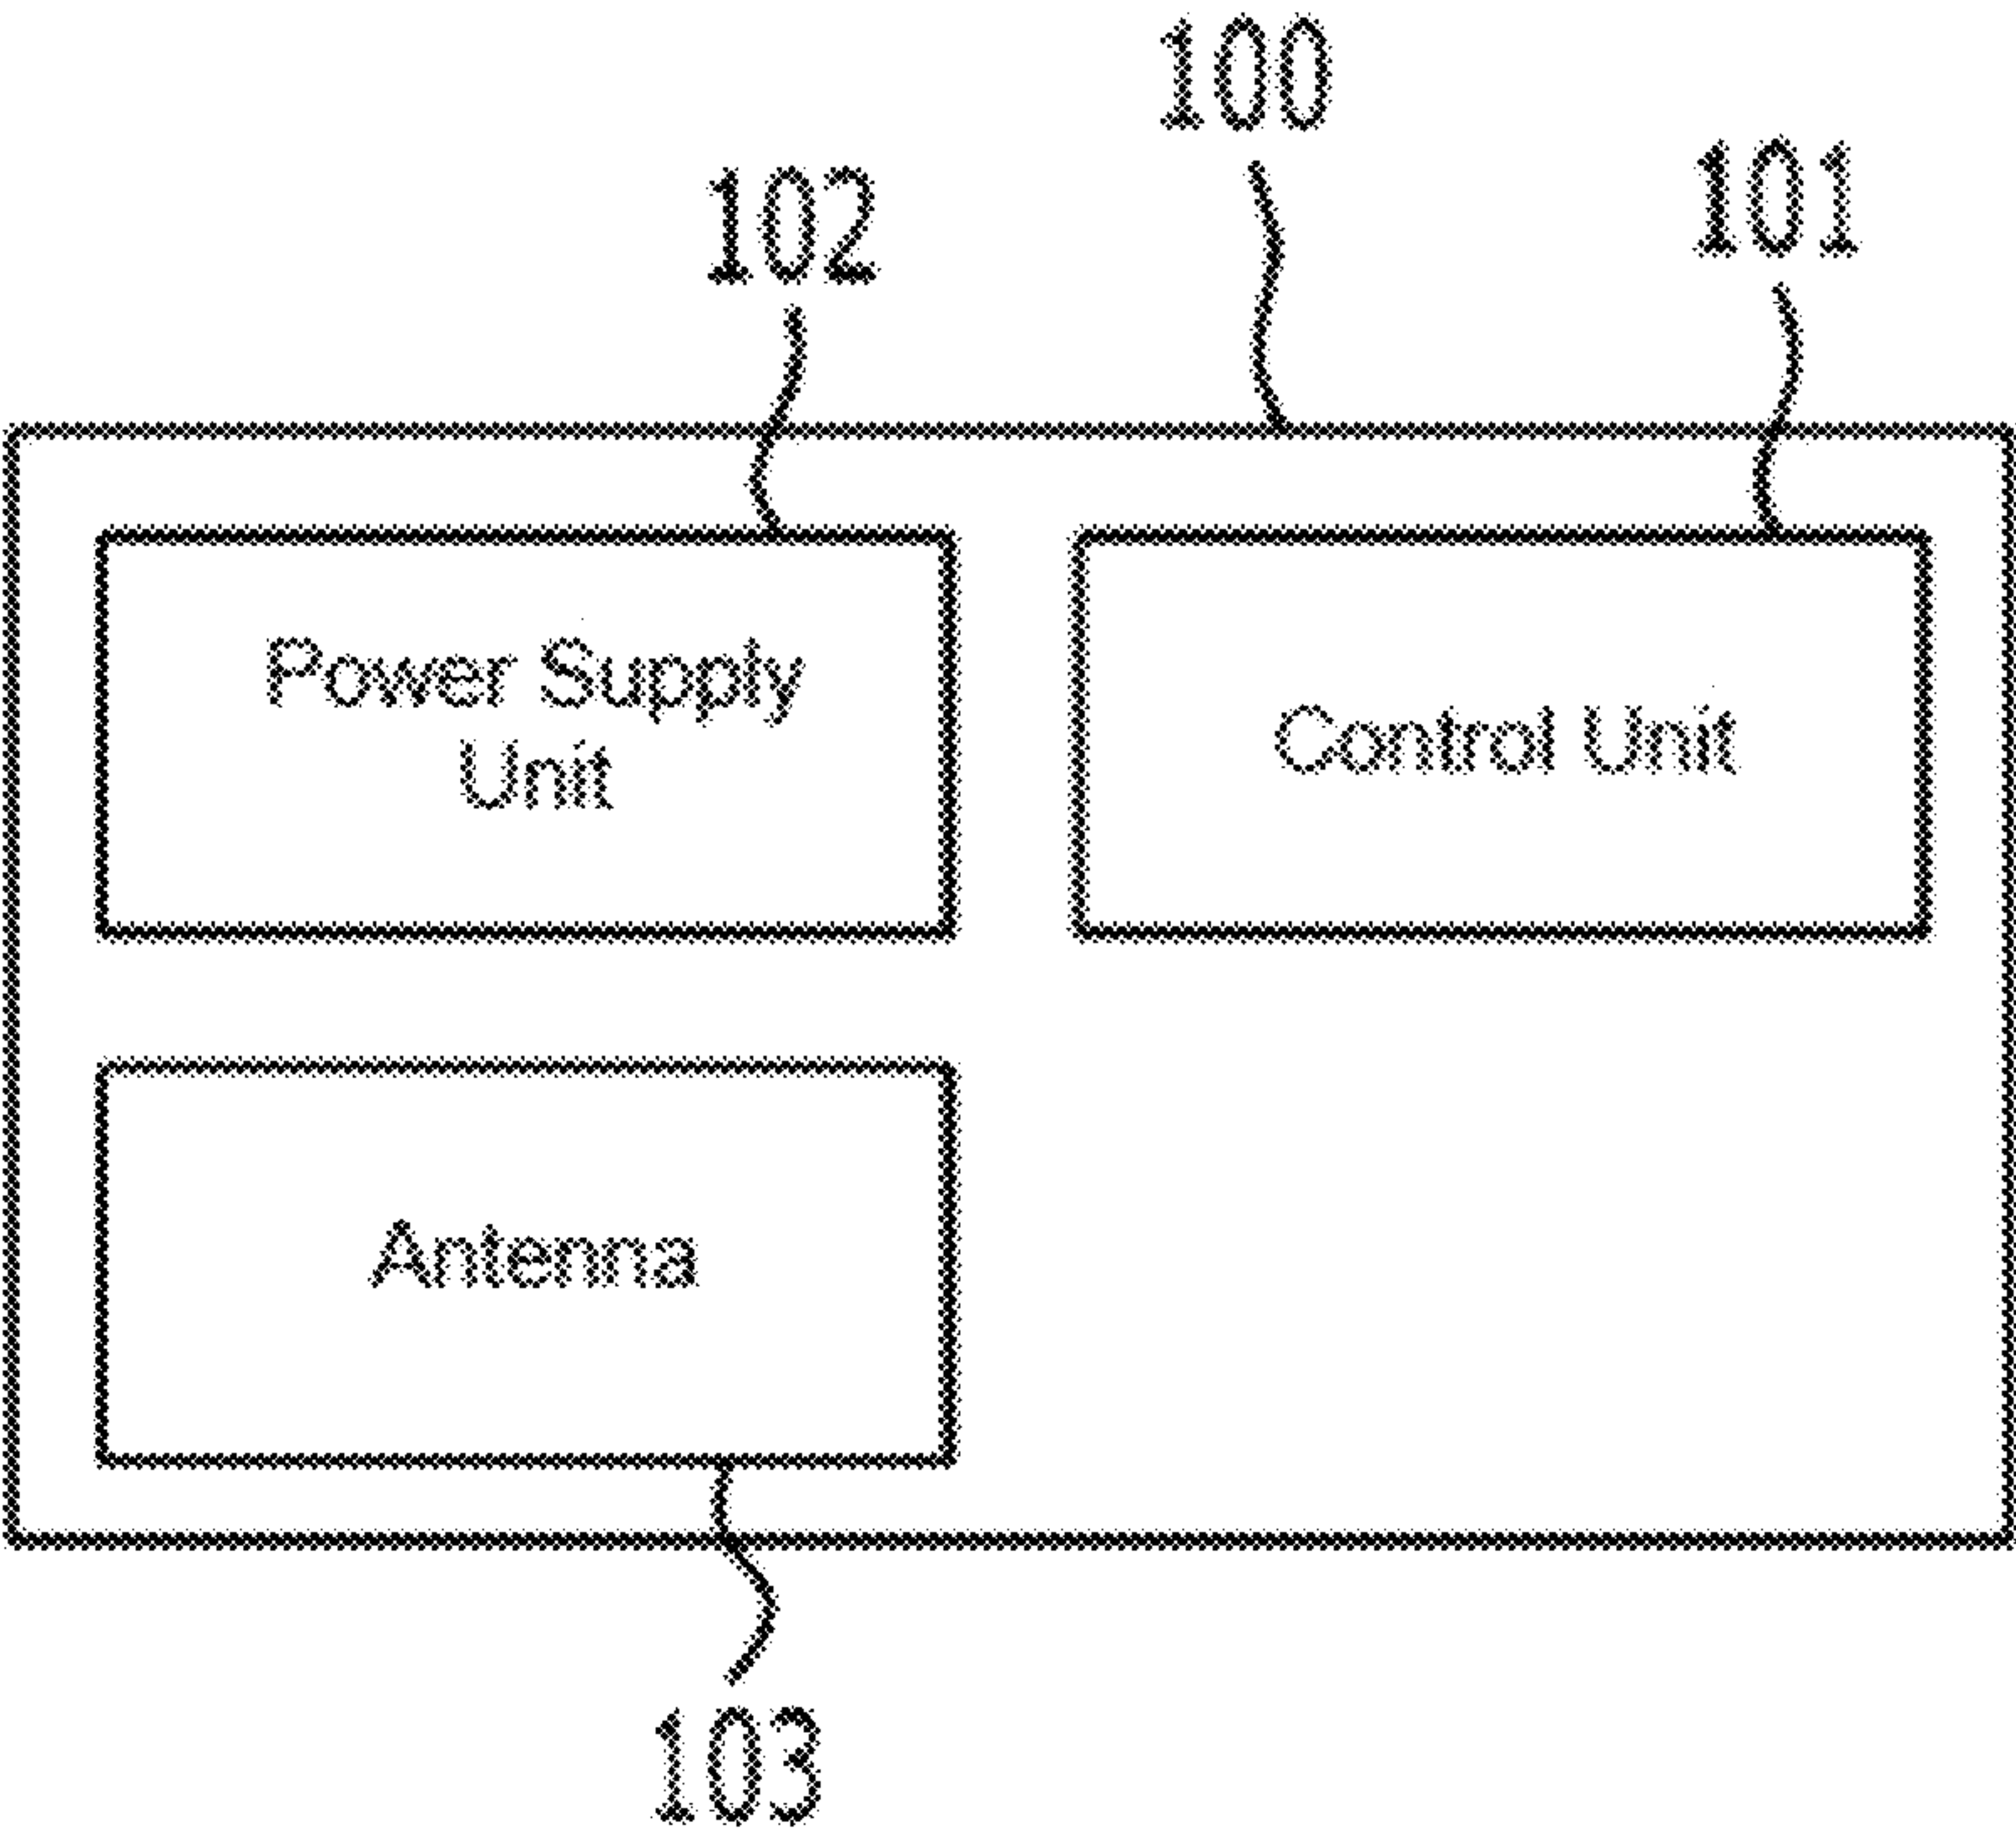 100
101
102
Power Supply
Unit
Control Unit
Antenna
103